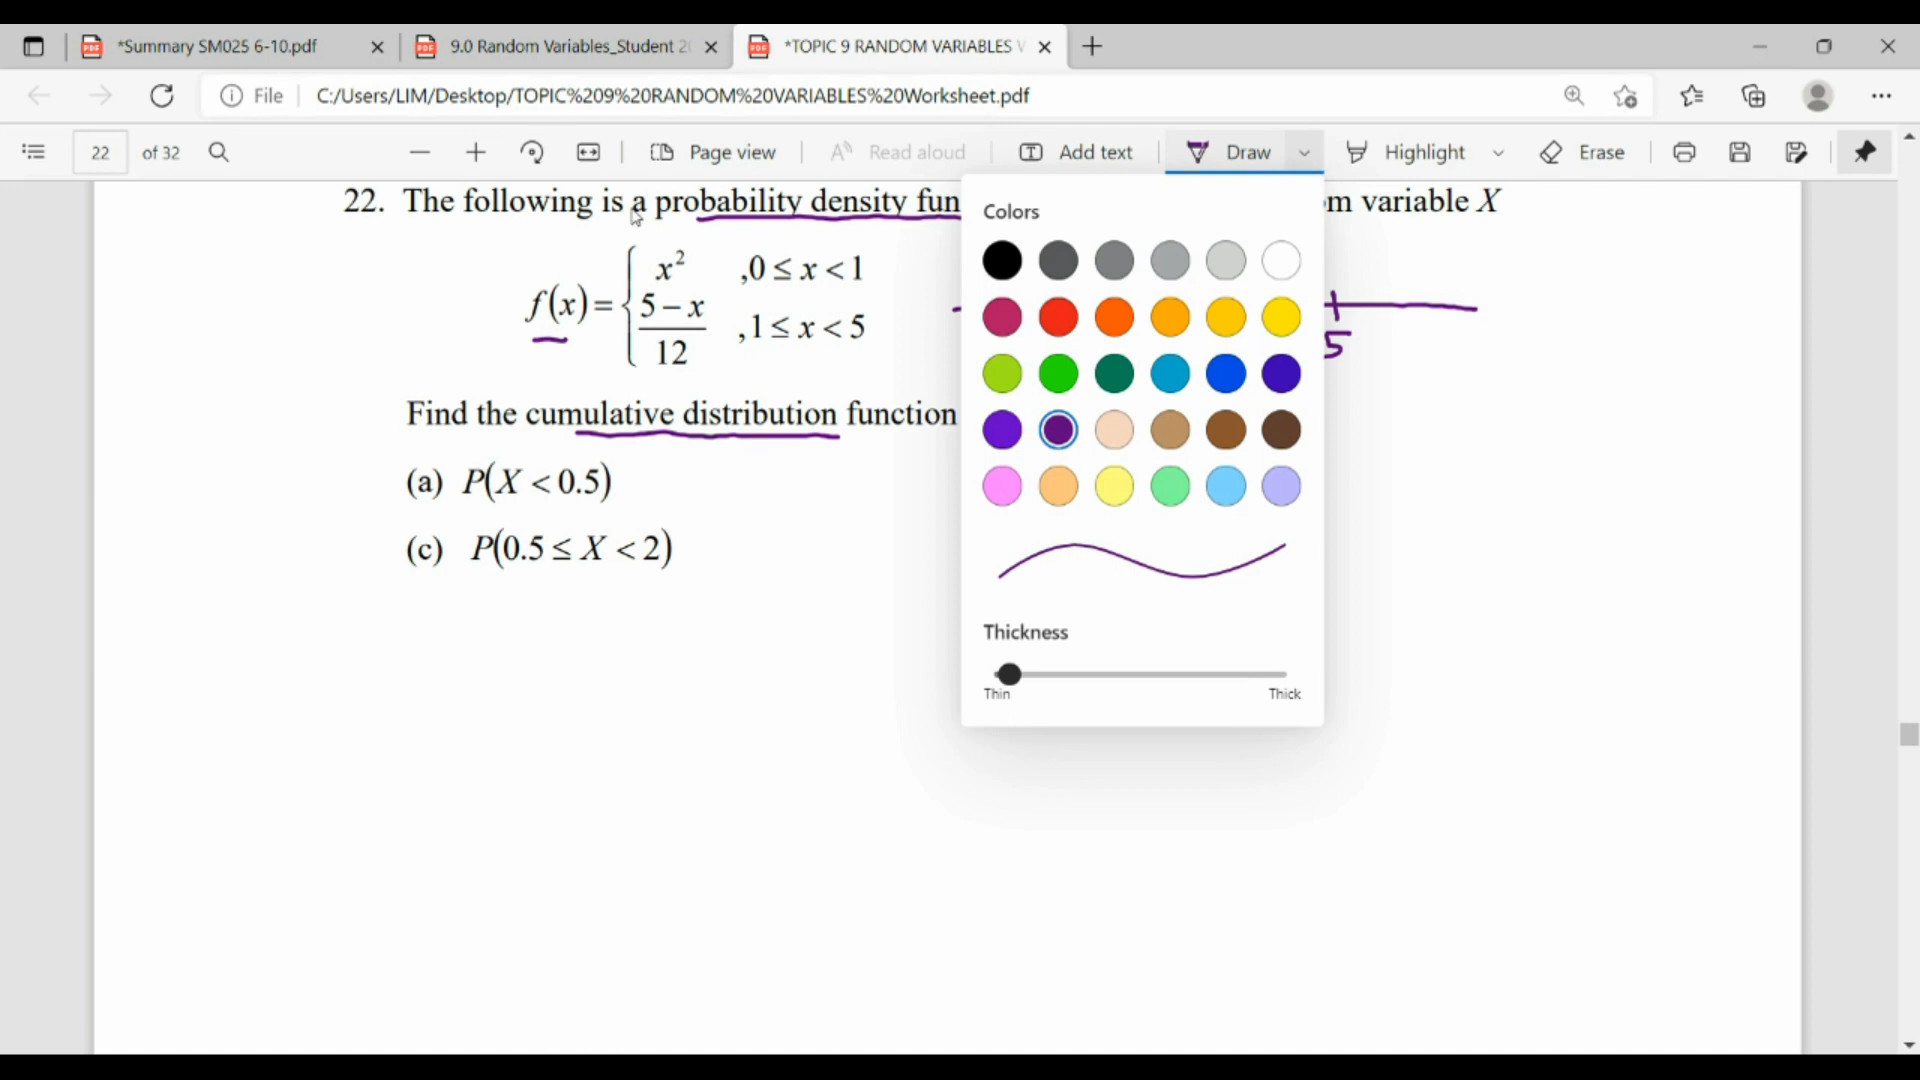 *Summary SM025 6-10.pdf
9.0 Random Variables_Student 20
*TOPIC 9 RANDOM VARIABLES W
File
C:/Users/LIM/Desktop/TOPIC%209%20RANDOM%20VARIABLES%20Worksheet.pdf
22 of 32
Page view
Read aloud
Add text
Draw
Highlight
Erase
22. The following is a probability density fun
m variable X
Colors
f(x) = { x² ,0 ≤ x < 1
5 − x
12
,1 ≤ x < 5
5
Find the cumulative distribution function
(a) P(X < 0.5)
(c) P(0.5 ≤ X < 2)
Thickness
Thin
Thick